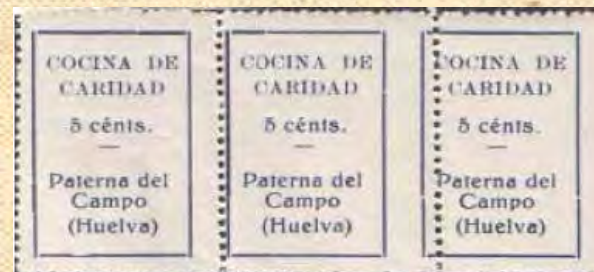 COCINA DE
CARIDAD
5 cénts.
Paterna del
Campo
(Huelva)
COCINA DE
CARIDAD
5 cénts.
Paterna del
Campo
(Huelva)
COCINA DE
CARIDAD
5 cénts.
Paterna del
Campo
(Huelva)